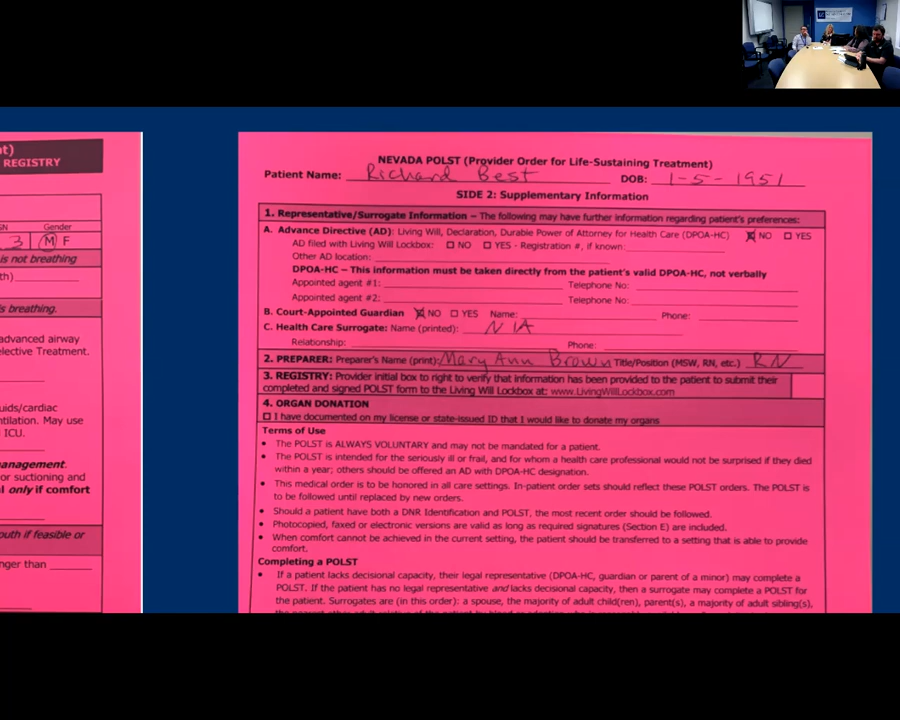 t)
REGISTRY
SN
Gender
3
M F
is not breathing
th)
is breathing.
advanced airway
elective Treatment.
uids/cardiac
ntilation. May use
ICU.
anagement.
or suctioning and
l only if comfort
outh if feasible or
nger than
NEVADA POLST (Provider Order for Life-Sustaining Treatment)
Patient Name: Richard Best DOB: 1-5-1951
SIDE 2: Supplementary Information
1. Representative/Surrogate Information – The following may have further information regarding patient's preferences:
A. Advance Directive (AD): Living Will, Declaration, Durable Power of Attorney for Health Care (DPOA-HC) ☒ NO ☐ YES
AD filed with Living Will Lockbox: ☐ NO ☐ YES - Registration #, if known:
Other AD location:
DPOA-HC – This information must be taken directly from the patient's valid DPOA-HC, not verbally
Appointed agent #1: Telephone No:
Appointed agent #2: Telephone No:
B. Court-Appointed Guardian ☒ NO ☐ YES Name: Phone:
C. Health Care Surrogate: Name (printed): N/A
Relationship: Phone:
2. PREPARER: Preparer's Name (print): Mary Ann Brown Title/Position (MSW, RN, etc.) RN
3. REGISTRY: Provider initial box to right to verify that information has been provided to the patient to submit their
completed and signed POLST form to the Living Will Lockbox at: www.LivingWillLockbox.com
4. ORGAN DONATION
☐ I have documented on my license or state-issued ID that I would like to donate my organs
Terms of Use
• The POLST is ALWAYS VOLUNTARY and may not be mandated for a patient.
• The POLST is intended for the seriously ill or frail, and for whom a health care professional would not be surprised if they died
within a year; others should be offered an AD with DPOA-HC designation.
• This medical order is to be honored in all care settings. In-patient order sets should reflect these POLST orders. The POLST is
to be followed until replaced by new orders.
• Should a patient have both a DNR Identification and POLST, the most recent order should be followed.
• Photocopied, faxed or electronic versions are valid as long as required signatures (Section E) are included.
• When comfort cannot be achieved in the current setting, the patient should be transferred to a setting that is able to provide
comfort.
Completing a POLST
• If a patient lacks decisional capacity, their legal representative (DPOA-HC, guardian or parent of a minor) may complete a
POLST. If the patient has no legal representative and lacks decisional capacity, then a surrogate may complete a POLST for
the patient. Surrogates are (in this order): a spouse, the majority of adult child(ren), parent(s), a majority of adult sibling(s),